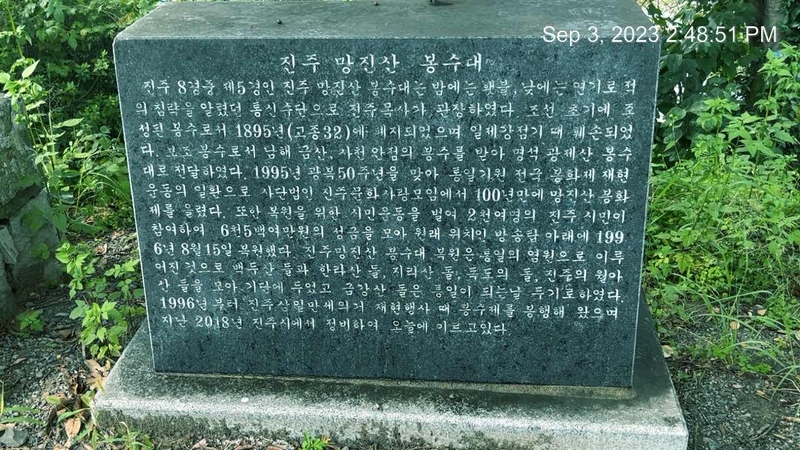 Sep 3, 2023 2:48:51 PM
진주 망진산 봉수대
진주 8경중 제5경인 진주 망진산 봉수대는 밤에는 횃불, 낮에는 연기로 적
의 침략을 알렸던 통신수단으로 진주목사가 관장하였다. 조선 초기에 조
성된 봉수로서 1895년(고종32)에 폐지되었으며 일제강점기 때 훼손되었
다. 보조 봉수로서 남해 금산, 사천 안점의 봉수를 받아 명석 광제산 봉수
대로 전달하였다. 1995년 광복50주년을 맞아 통일기원 전국 봉화제 재현
운동의 일환으로 사단법인 진주문화사랑모임에서 100년만에 망진산 봉화
제를 올렸다. 또한 복원을 위한 시민운동을 벌여 2천여명의 진주 시민이
참여하여 6천5백여만원의 성금을 모아 원래 위치인 방송탑 아래에 199
6년 8월15일 복원했다. 진주망진산 봉수대 복원은 통일의 염원으로 이루
어진 것으로 백두산 돌과 한라산 돌, 지리산 돌, 독도의 돌, 진주의 월아
산 돌을 모아 기단에 두었고 금강산 돌은 통일이 되는날 두기로하였다.
1996년 부터 진주삼일만세의거 재현행사 때 봉수제를 봉행해 왔으며
지난 2018년 진주시에서 정비하여 오늘에 이르고있다.